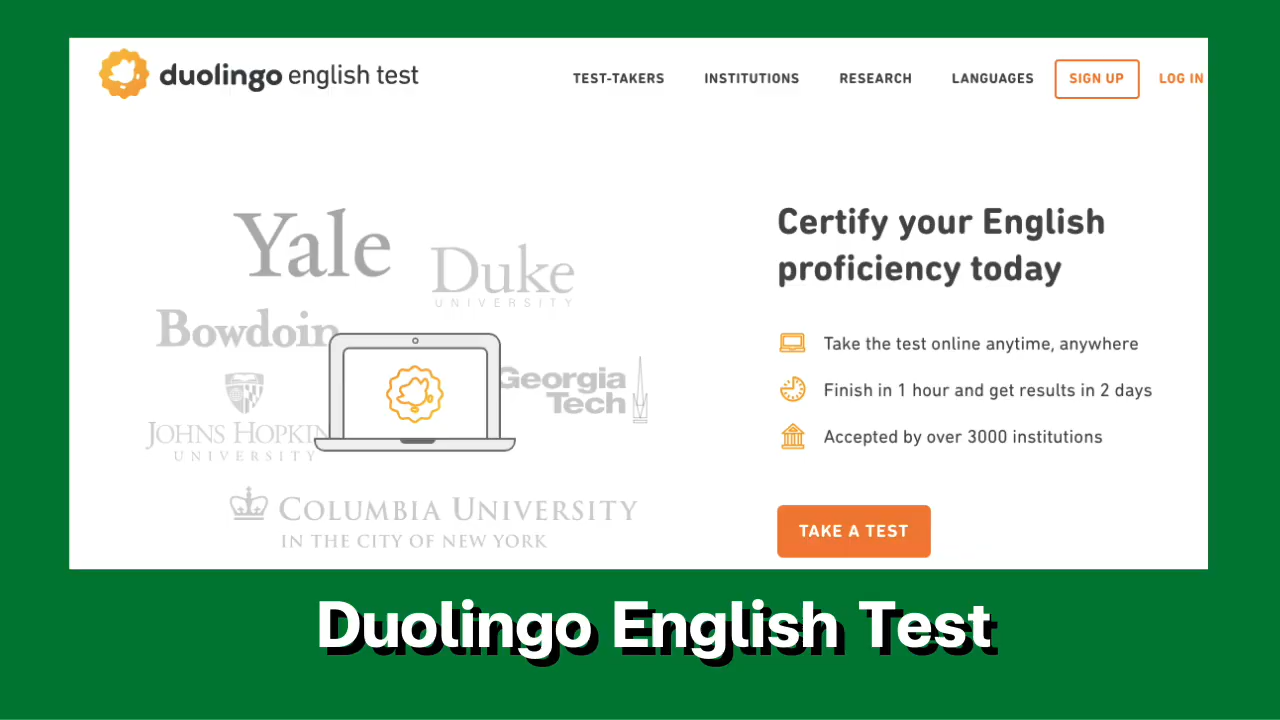 duolingo english test
TEST-TAKERS INSTITUTIONS RESEARCH LANGUAGES SIGN UP LOG IN
Yale
Duke
UNIVERSITY
Bowdoin
Georgia
Tech
JOHNS HOPKIN
UNIVERSITY
COLUMBIA UNIVERSITY
IN THE CITY OF NEW YORK
Certify your English
proficiency today
Take the test online anytime, anywhere
Finish in 1 hour and get results in 2 days
Accepted by over 3000 institutions
TAKE A TEST
Duolingo English Test